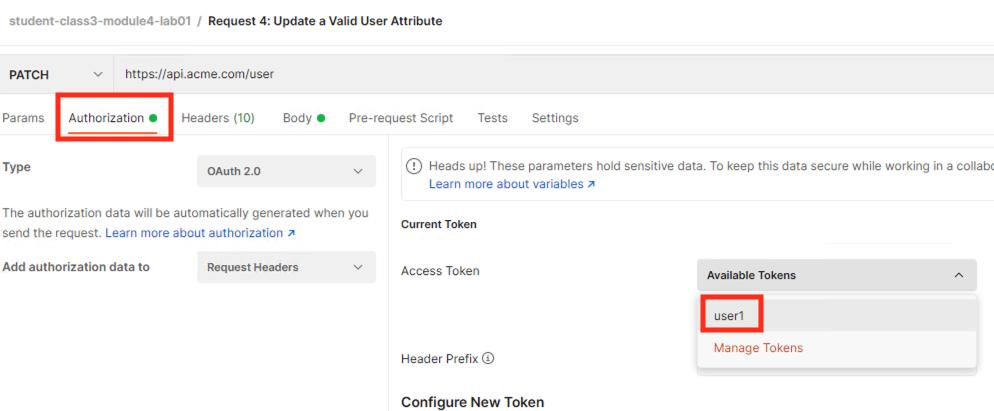 student-class3-module4-lab01 / Request 4: Update a Valid User Attribute
PATCH https://api.acme.com/user
Params Authorization Headers (10) Body Pre-request Script Tests Settings
Type OAuth 2.0
The authorization data will be automatically generated when you
send the request. Learn more about authorization ↗
Add authorization data to Request Headers
Heads up! These parameters hold sensitive data. To keep this data secure while working in a collabo
Learn more about variables ↗
Current Token
Access Token Available Tokens
user1
Manage Tokens
Header Prefix
Configure New Token